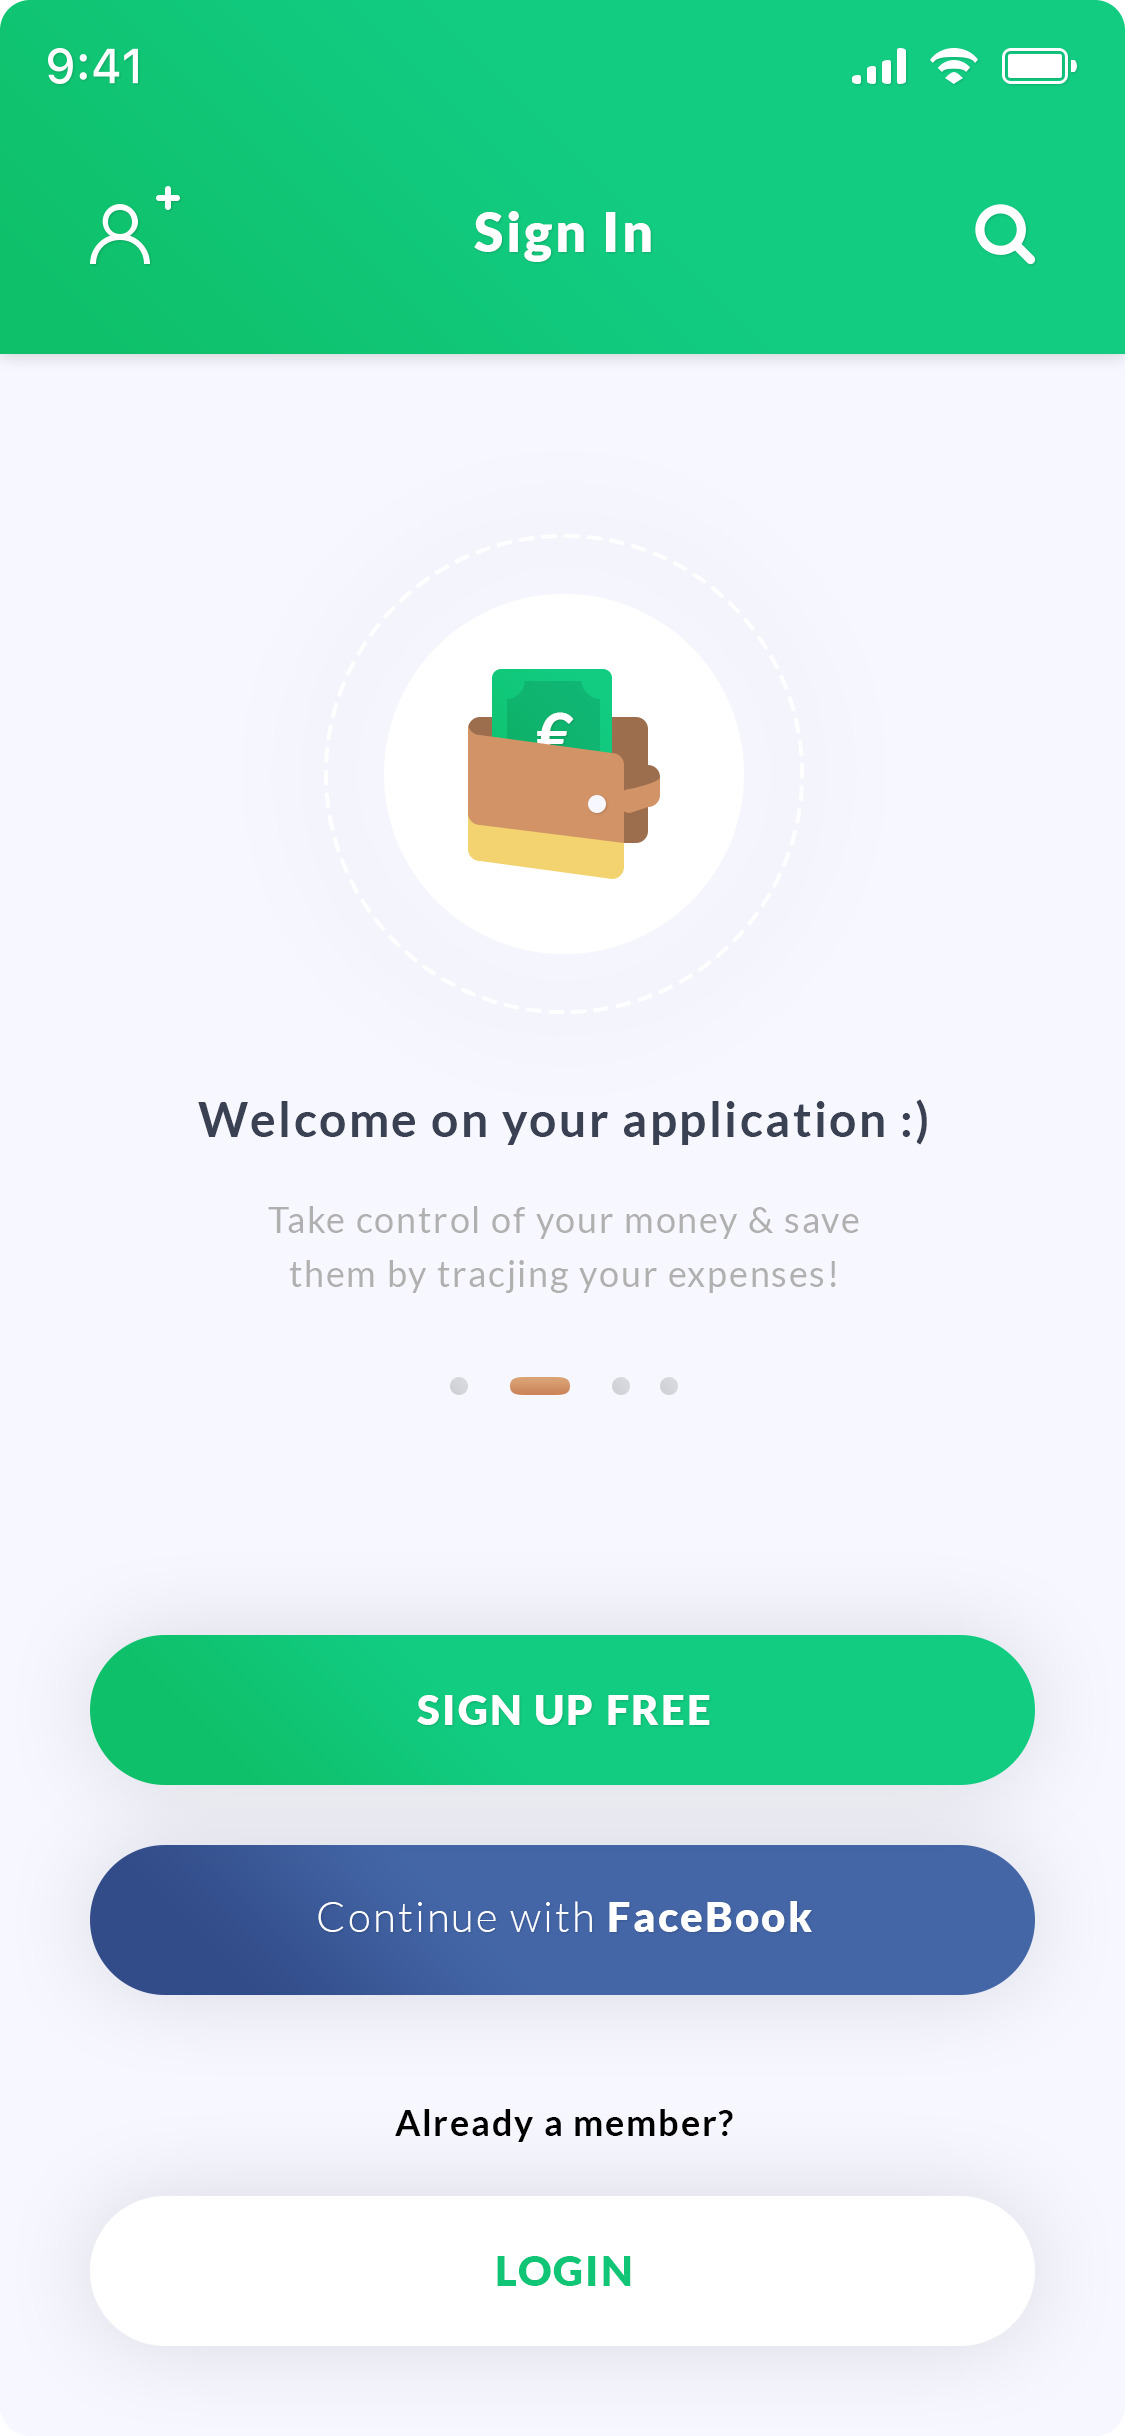 9:41
Sign In
€
Welcome on your application :)
Take control of your money & save
them by tracjing your expenses!
SIGN UP FREE
Continue with FaceBook
Already a member?
LOGIN